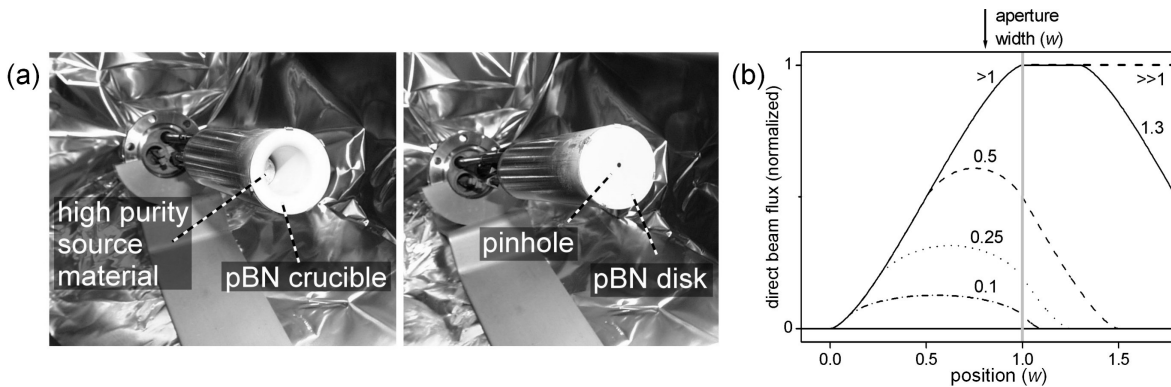 (a)
high purity
source
material
pBN crucible
pinhole
pBN disk
(b)
aperture
width (w)
direct beam flux (normalized)
1
0
>1
>>1
1.3
0.5
0.25
0.1
0.0
0.5
1.0
1.5
position (w)